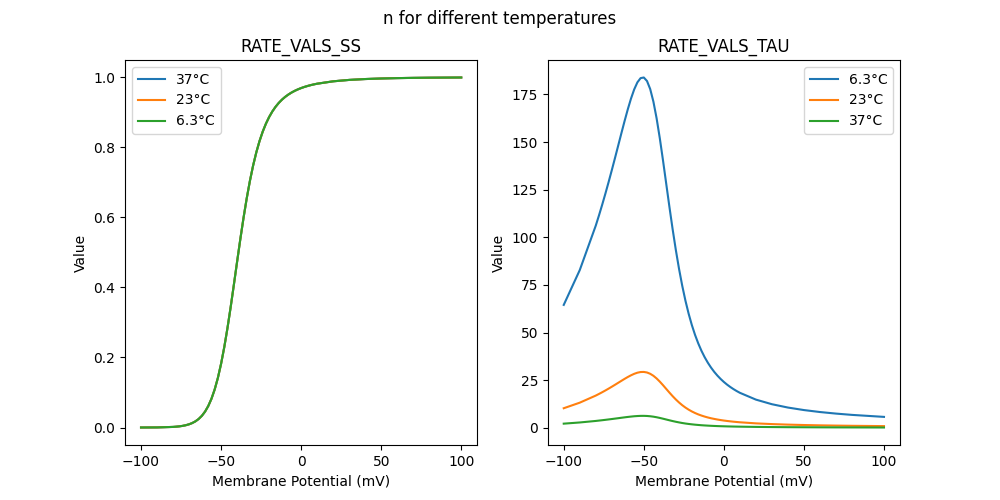 n for different temperatures
RATE_VALS_SS
RATE_VALS_TAU
37°C
23°C
6.3°C
6.3°C
23°C
37°C
Value
1.0
0.8
0.6
0.4
0.2
0.0
−100
−50
0
50
100
Membrane Potential (mV)
Value
175
150
125
100
75
50
25
0
−100
−50
0
50
100
Membrane Potential (mV)